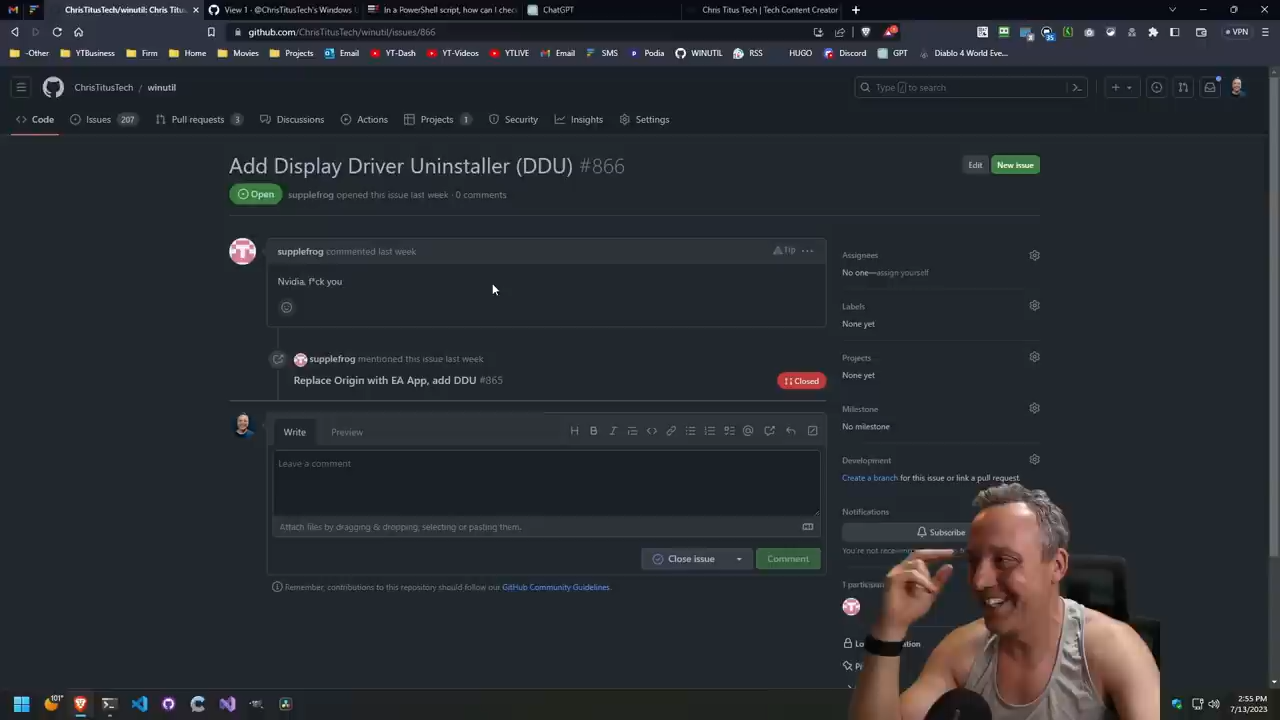 ChrisTitusTech/winutil: Chris Titus
View 1 · @ChrisTitusTech's Windows
In a PowerShell script, how can I check
ChatGPT
Chris Titus Tech | Tech Content Creator
github.com/ChrisTitusTech/winutil/issues/866
VPN
-Other
YTBusiness
Firm
Home
Movies
Projects
Email
YT-Dash
YT-Videos
YTLIVE
Email
SMS
Podia
WINUTIL
RSS
HUGO
Discord
GPT
Diablo 4 World Eve...
ChrisTitusTech / winutil
Type / to search
Code
Issues 207
Pull requests 3
Discussions
Actions
Projects 1
Security
Insights
Settings
Add Display Driver Uninstaller (DDU) #866
Edit
New issue
Open
supplefrog opened this issue last week · 0 comments
supplefrog commented last week
Tip
Nvidia, f*ck you
supplefrog mentioned this issue last week
Replace Origin with EA App, add DDU #865
Closed
Write
Preview
Leave a comment
Attach files by dragging & dropping, selecting or pasting them.
Close issue
Comment
Remember, contributions to this repository should follow our GitHub Community Guidelines.
Assignees
No one—assign yourself
Labels
None yet
Projects
None yet
Milestone
No milestone
Development
Create a branch for this issue or link a pull request.
Notifications
Subscribe
You're not
1
101°
2:55 PM
7/13/2023